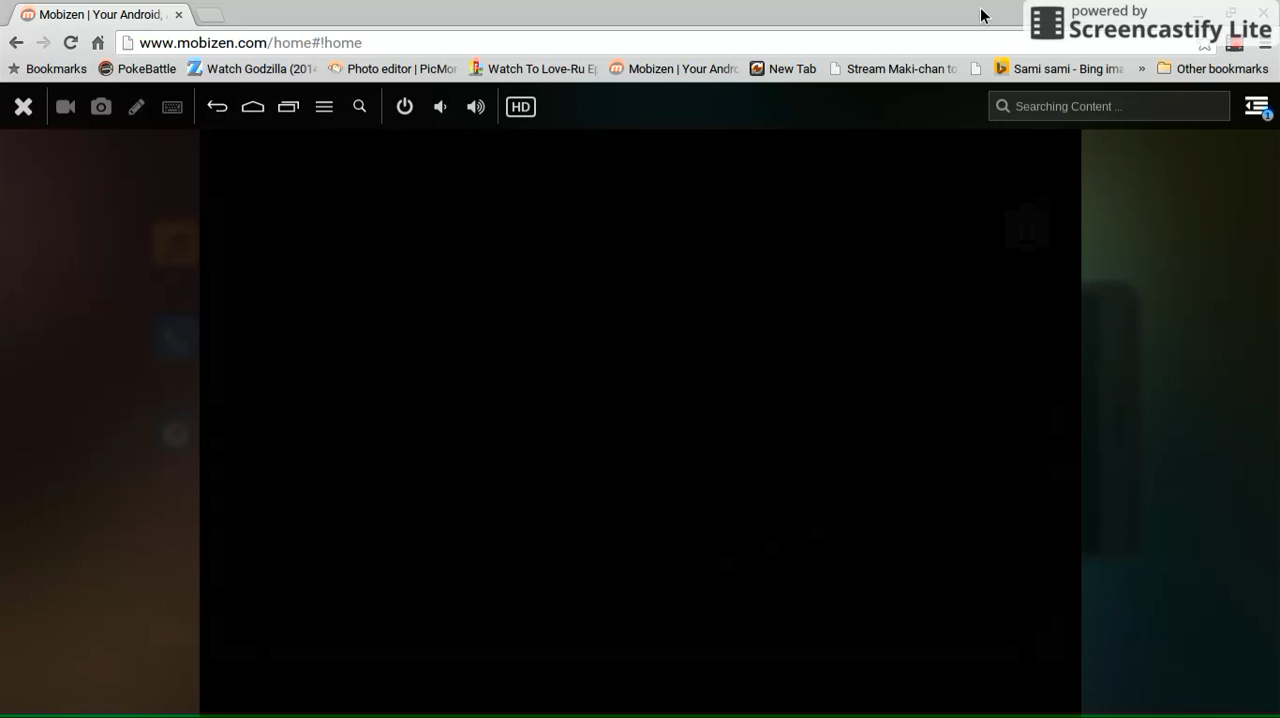 Mobizen | Your Android,
powered by
Screencastify Lite
www.mobizen.com/home#!home
Bookmarks
PokeBattle
Watch Godzilla (2014
Photo editor | PicMon
Watch To Love-Ru Ep
Mobizen | Your Andro
New Tab
Stream Maki-chan to
Sami sami - Bing ima
»
Other bookmarks
HD
Searching Content ...
1